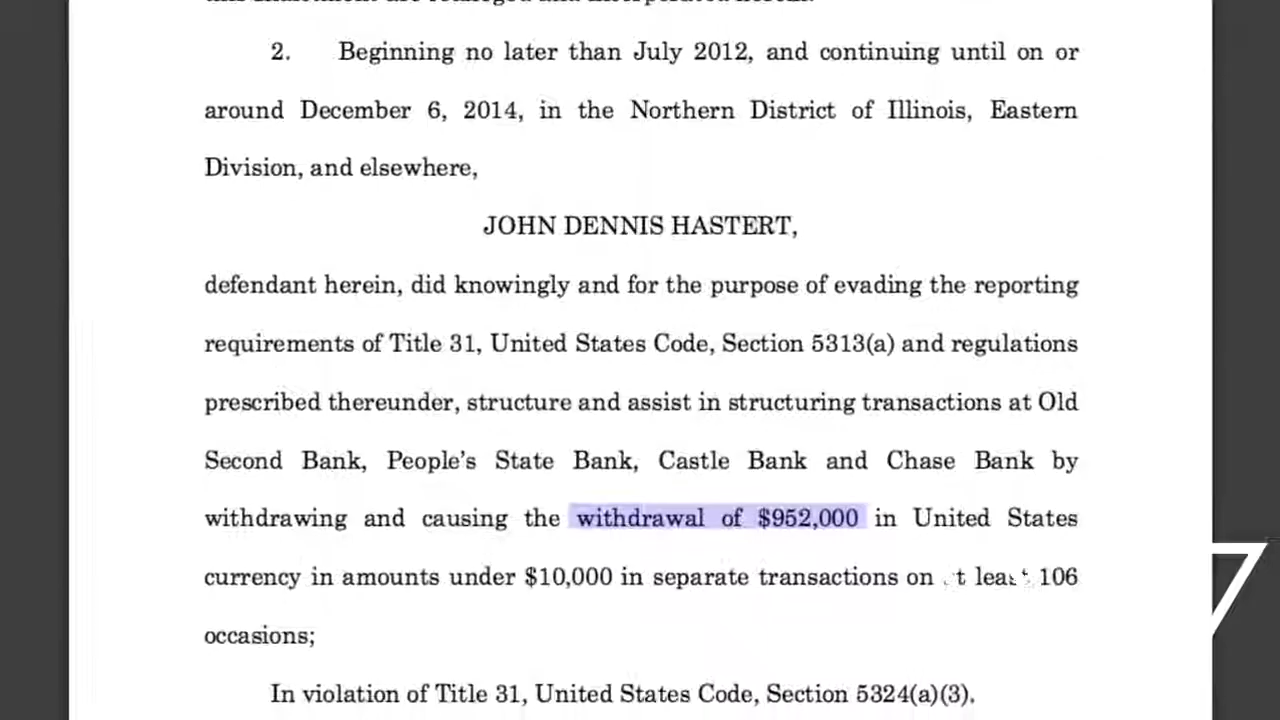 2. Beginning no later than July 2012, and continuing until on or
around December 6, 2014, in the Northern District of Illinois, Eastern
Division, and elsewhere,
JOHN DENNIS HASTERT,
defendant herein, did knowingly and for the purpose of evading the reporting
requirements of Title 31, United States Code, Section 5313(a) and regulations
prescribed thereunder, structure and assist in structuring transactions at Old
Second Bank, People's State Bank, Castle Bank and Chase Bank by
withdrawing and causing the withdrawal of $952,000 in United States
currency in amounts under $10,000 in separate transactions on at least 106
occasions;
In violation of Title 31, United States Code, Section 5324(a)(3).